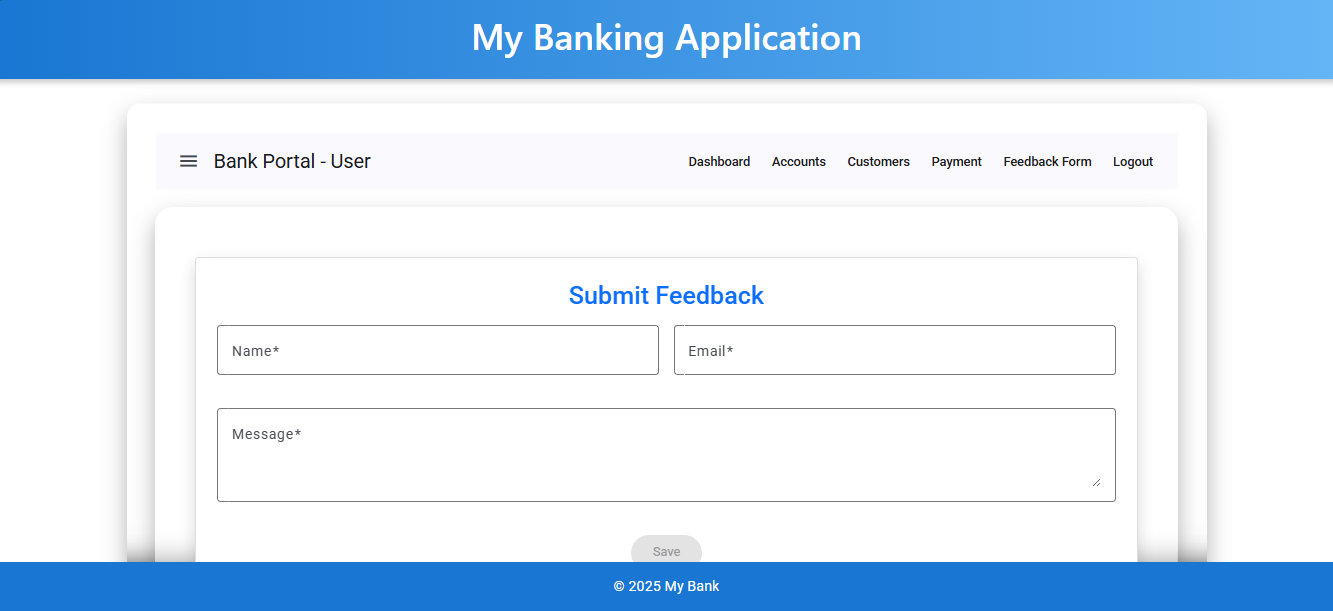 My Banking Application
Bank Portal - User
Dashboard Accounts Customers Payment Feedback Form Logout
Submit Feedback
Name* Email*
Message*
Save
© 2025 My Bank